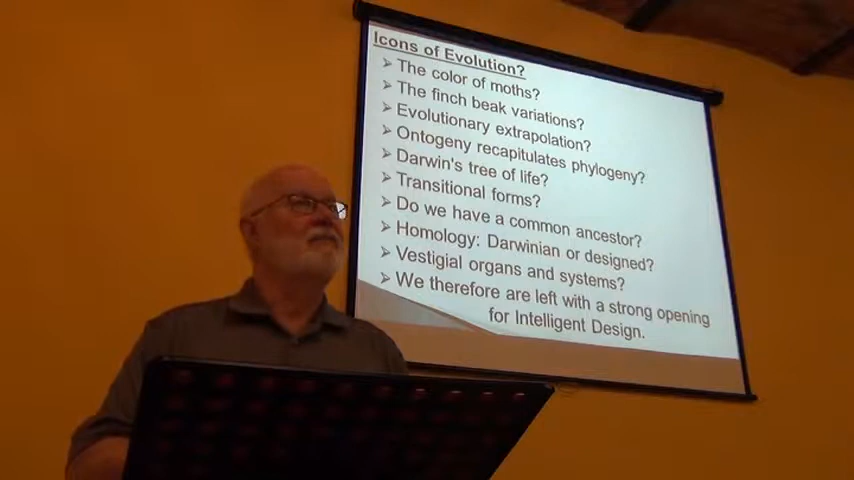 Icons of Evolution?
➢ The color of moths?
➢ The finch beak variations?
➢ Evolutionary extrapolation?
➢ Ontogeny recapitulates phylogeny?
➢ Darwin's tree of life?
➢ Transitional forms?
➢ Do we have a common ancestor?
➢ Homology: Darwinian or designed?
➢ Vestigial organs and systems?
➢ We therefore are left with a strong opening
for Intelligent Design.